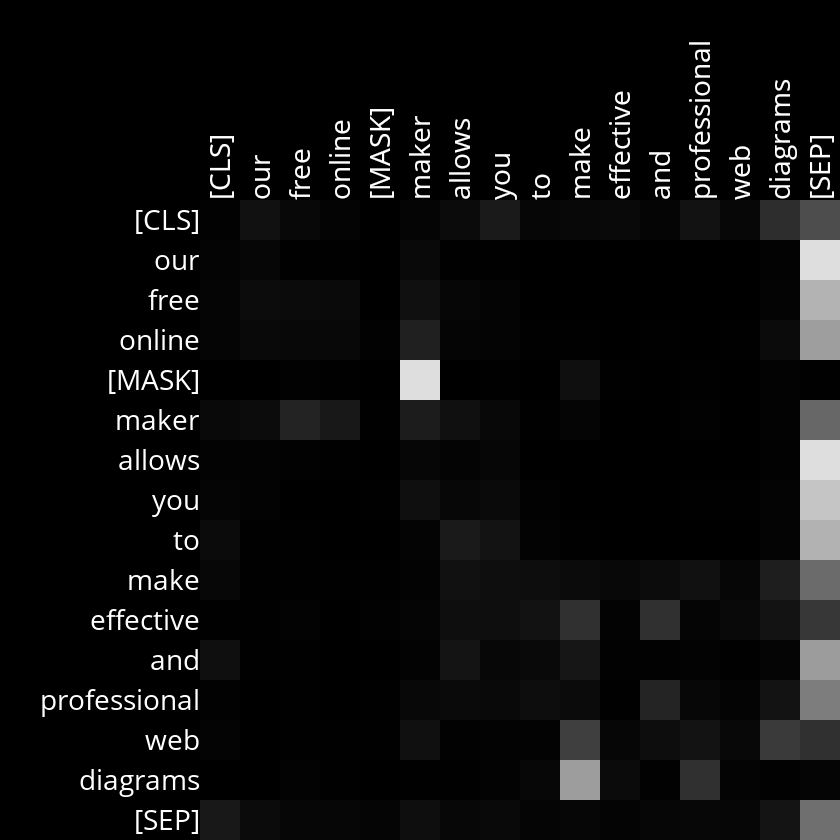 [CLS] our free online [MASK] maker allows you to make effective and professional web diagrams [SEP]
[CLS]
our
free
online
[MASK]
maker
allows
you
to
make
effective
and
professional
web
diagrams
[SEP]